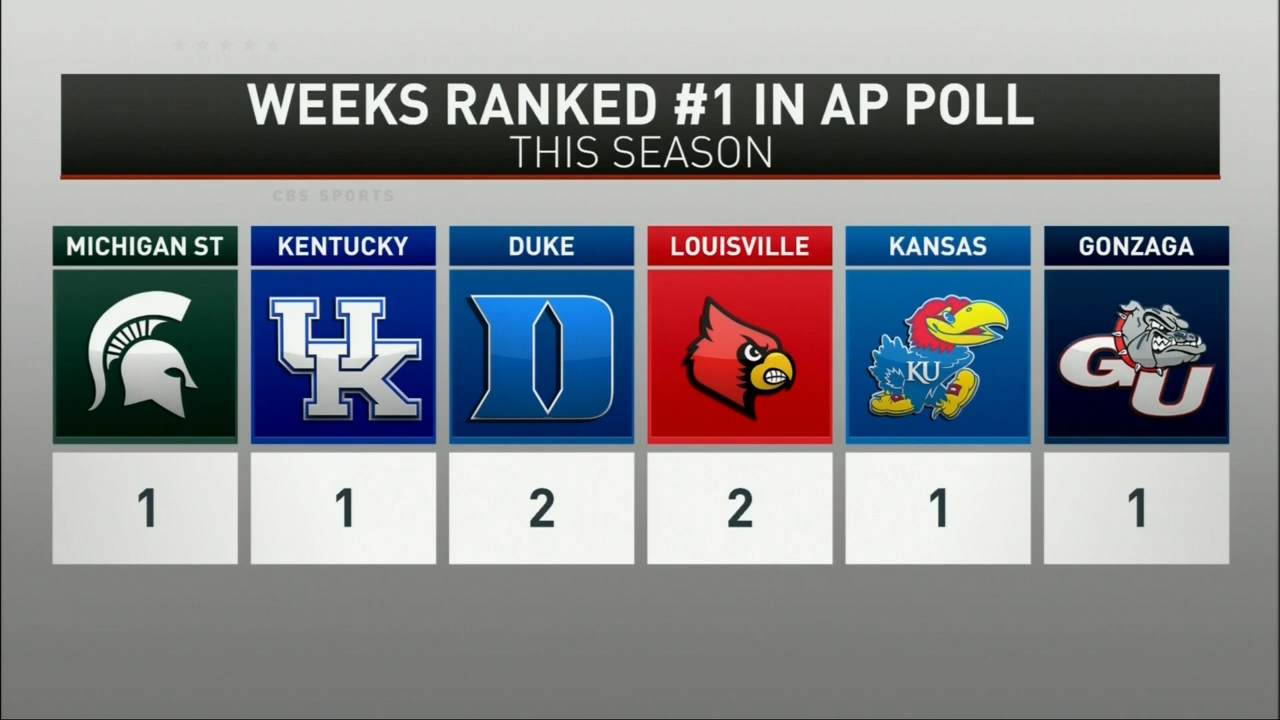 WEEKS RANKED #1 IN AP POLL
THIS SEASON
CBS SPORTS
MICHIGAN ST KENTUCKY DUKE LOUISVILLE KANSAS GONZAGA
UK D KU GU
1 1 2 2 1 1